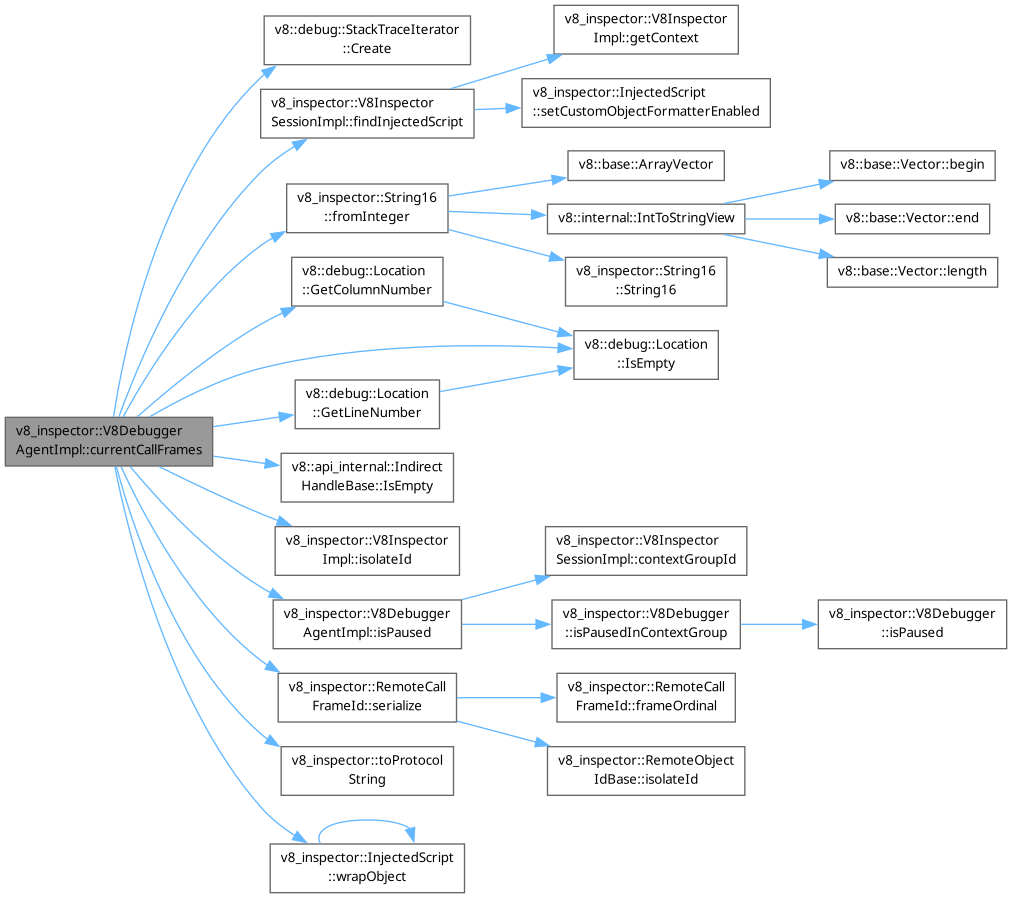 v8_inspector::V8Debugger
AgentImpl::currentCallFrames
v8::debug::StackTraceIterator
::Create
v8_inspector::V8Inspector
SessionImpl::findInjectedScript
v8_inspector::V8Inspector
Impl::getContext
v8_inspector::InjectedScript
::setCustomObjectFormatterEnabled
v8_inspector::String16
::fromInteger
v8::base::ArrayVector
v8::internal::IntToStringView
v8::base::Vector::begin
v8::base::Vector::end
v8::base::Vector::length
v8_inspector::String16
::String16
v8::debug::Location
::GetColumnNumber
v8::debug::Location
::IsEmpty
v8::debug::Location
::GetLineNumber
v8::api_internal::Indirect
HandleBase::IsEmpty
v8_inspector::V8Inspector
Impl::isolateId
v8_inspector::V8Debugger
AgentImpl::isPaused
v8_inspector::V8Inspector
SessionImpl::contextGroupId
v8_inspector::V8Debugger
::isPausedInContextGroup
v8_inspector::V8Debugger
::isPaused
v8_inspector::RemoteCall
FrameId::serialize
v8_inspector::RemoteCall
FrameId::frameOrdinal
v8_inspector::RemoteObject
IdBase::isolateId
v8_inspector::toProtocol
String
v8_inspector::InjectedScript
::wrapObject